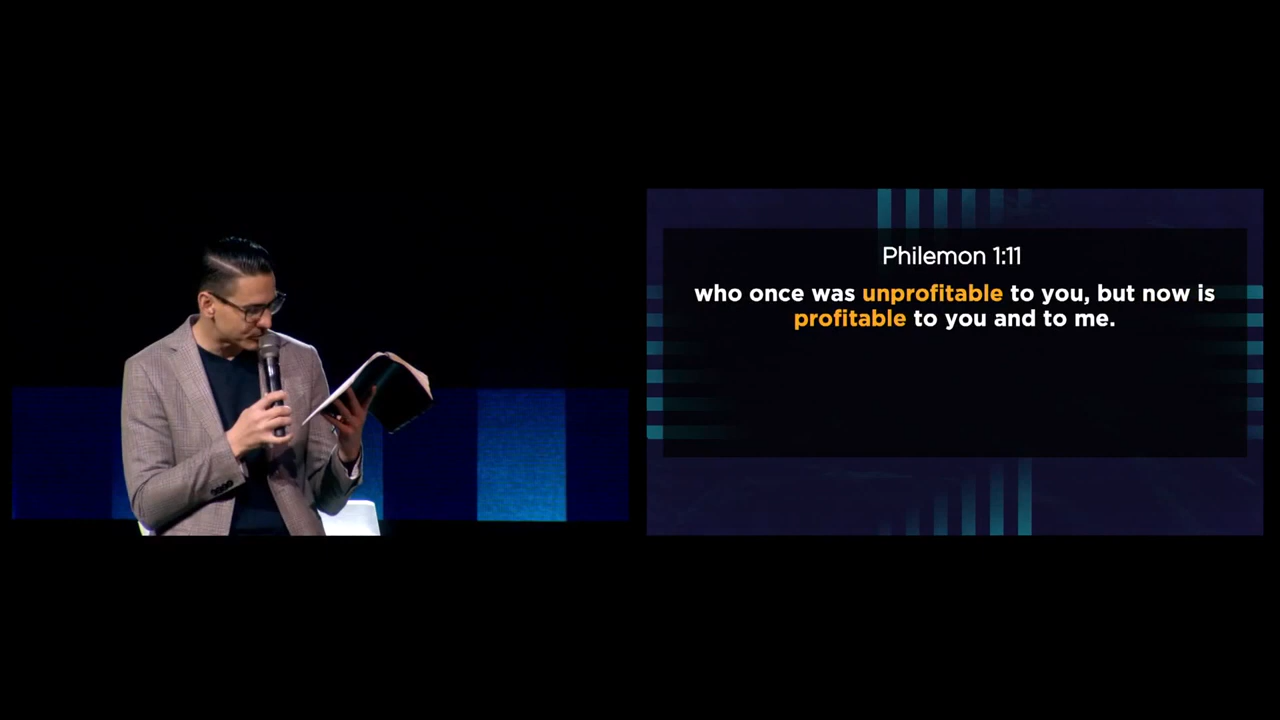 Philemon 1:11
who once was unprofitable to you, but now is
profitable to you and to me.